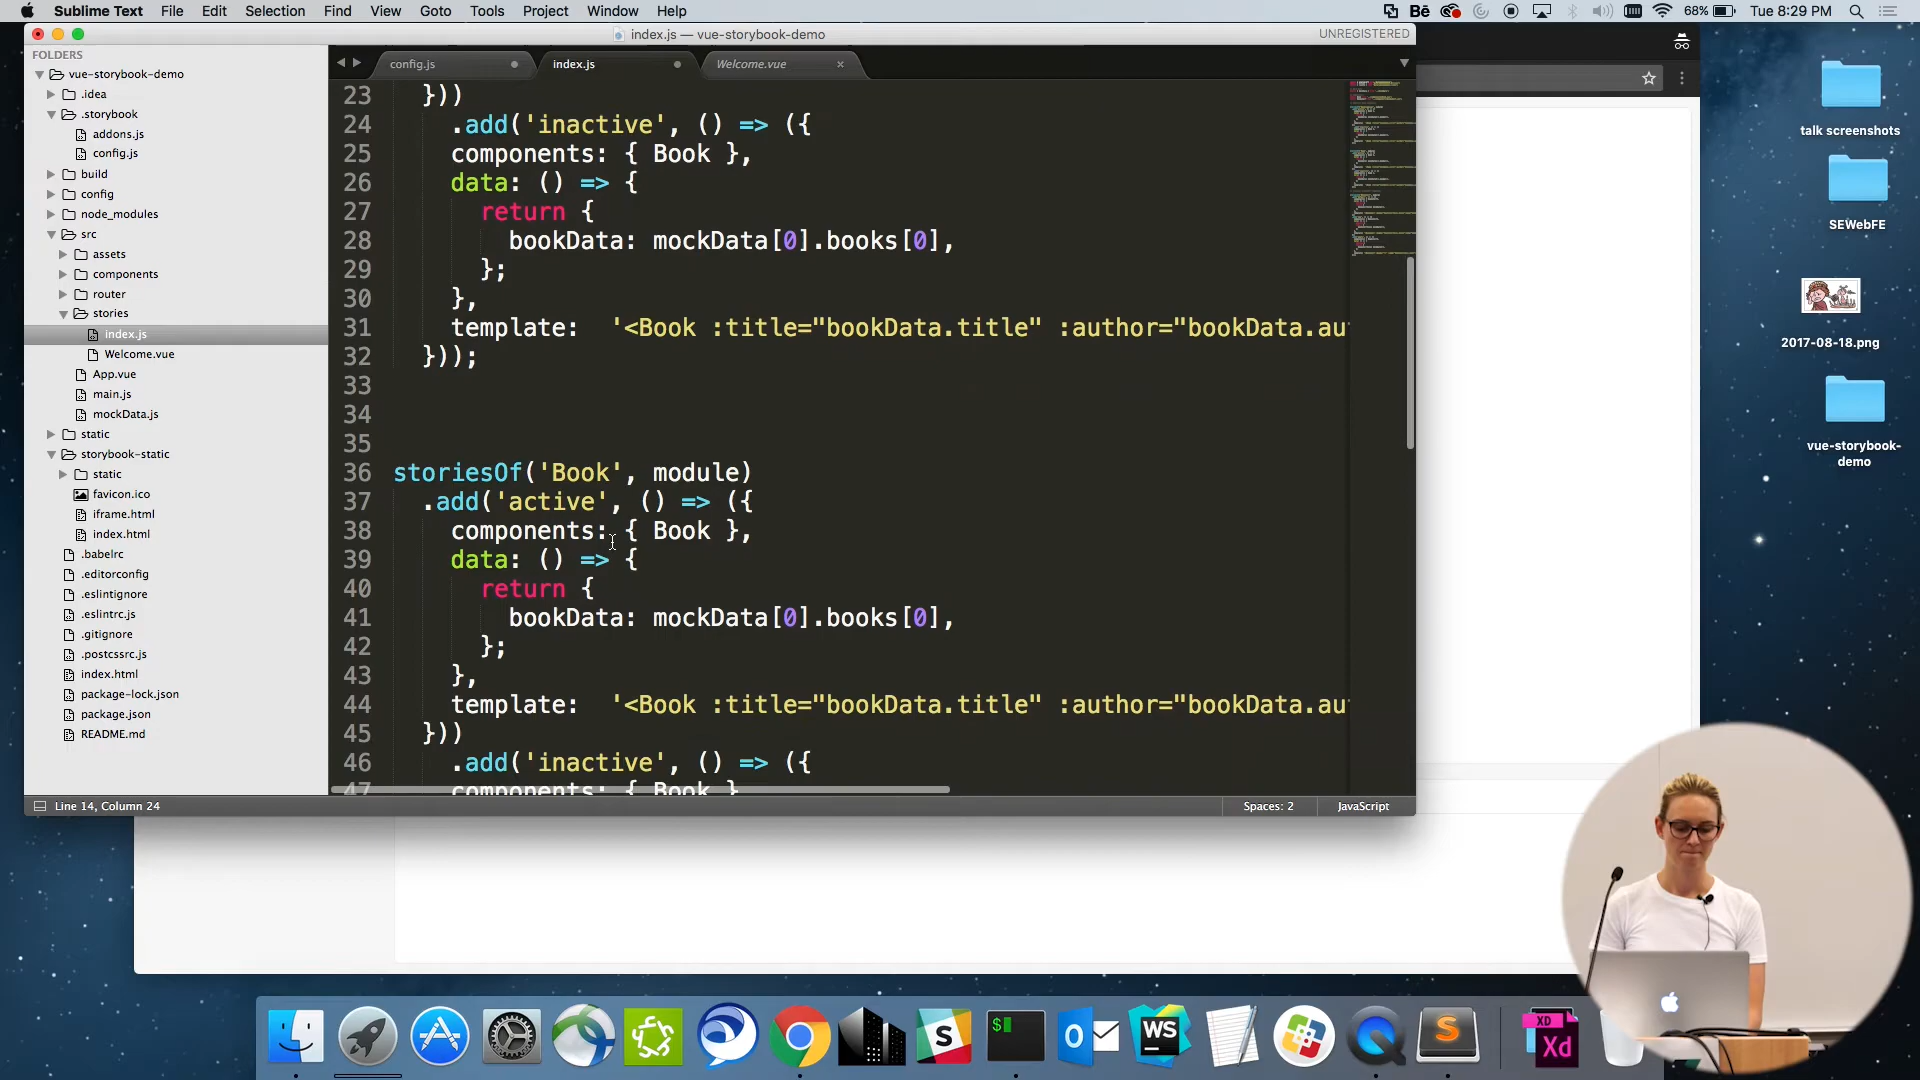 Sublime Text File Edit Selection Find View Goto Tools Project Window Help
Bē 68% Tue 8:29 PM
index.js — vue-storybook-demo
UNREGISTERED
FOLDERS
vue-storybook-demo
.idea
.storybook
addons.js
config.js
build
config
node_modules
src
assets
components
router
stories
index.js
Welcome.vue
App.vue
main.js
mockData.js
static
storybook-static
static
favicon.ico
iframe.html
index.html
.babelrc
.editorconfig
.eslintignore
.eslintrc.js
.gitignore
.postcssrc.js
index.html
package-lock.json
package.json
README.md
config.js index.js Welcome.vue
23 }))
24 .add('inactive', () => ({
25 components: { Book },
26 data: () => {
27 return {
28 bookData: mockData[0].books[0],
29 };
30 },
31 template: '<Book :title="bookData.title" :author="bookData.au
32 }));
33
34
35
36 storiesOf('Book', module)
37 .add('active', () => ({
38 components: { Book },
39 data: () => {
40 return {
41 bookData: mockData[0].books[0],
42 };
43 },
44 template: '<Book :title="bookData.title" :author="bookData.au
45 }))
46 .add('inactive', () => ({
47 components: { Book }
Line 14, Column 24
Spaces: 2 JavaScript
talk screenshots
SEWebFE
2017-08-18.png
vue-storybook-
demo
$
S
o
WS
S
XD
Xd